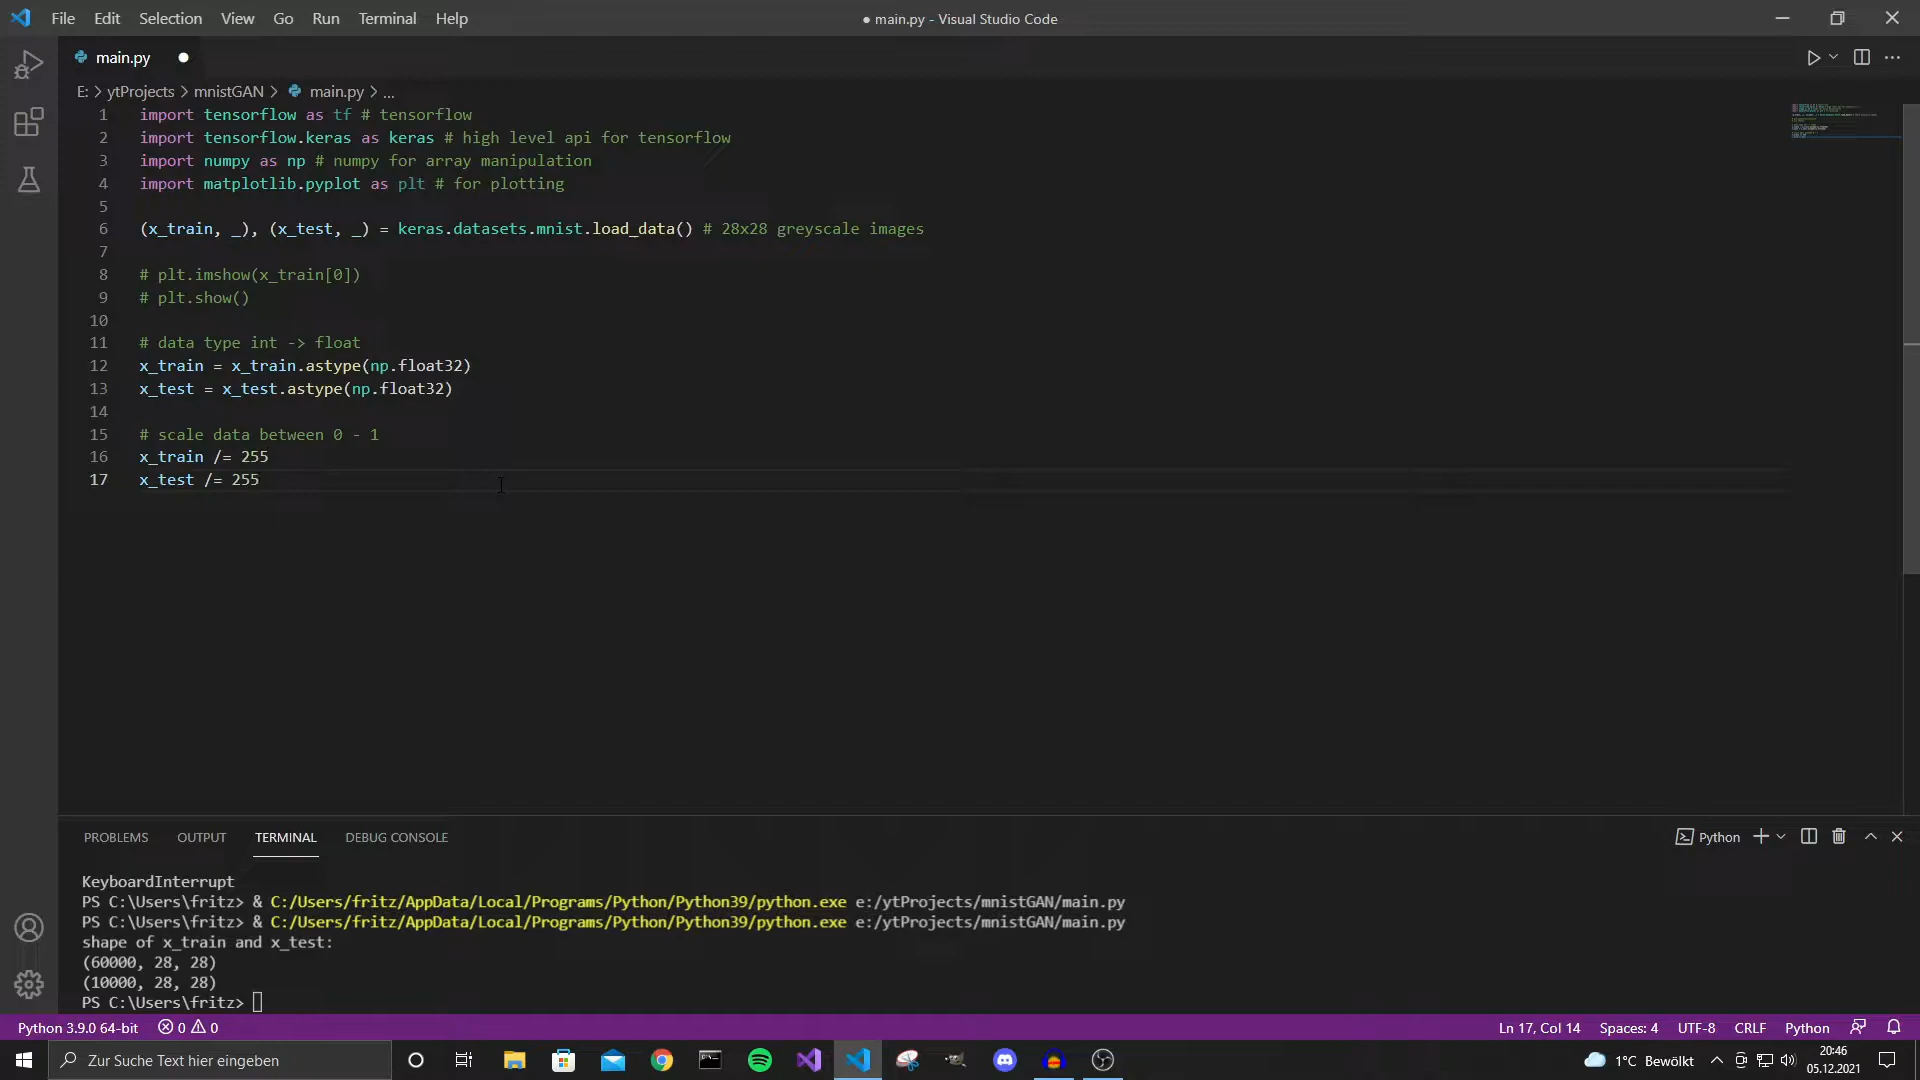 File Edit Selection View Go Run Terminal Help
● main.py - Visual Studio Code
main.py
E: > ytProjects > mnistGAN > main.py > ...
1 import tensorflow as tf # tensorflow
2 import tensorflow.keras as keras # high level api for tensorflow
3 import numpy as np # numpy for array manipulation
4 import matplotlib.pyplot as plt # for plotting
5
6 (x_train, _), (x_test, _) = keras.datasets.mnist.load_data() # 28x28 greyscale images
7
8 # plt.imshow(x_train[0])
9 # plt.show()
10
11 # data type int -> float
12 x_train = x_train.astype(np.float32)
13 x_test = x_test.astype(np.float32)
14
15 # scale data between 0 - 1
16 x_train /= 255
17 x_test /= 255
PROBLEMS OUTPUT TERMINAL DEBUG CONSOLE
Python
KeyboardInterrupt
PS C:\Users\fritz> & C:/Users/fritz/AppData/Local/Programs/Python/Python39/python.exe e:/ytProjects/mnistGAN/main.py
PS C:\Users\fritz> & C:/Users/fritz/AppData/Local/Programs/Python/Python39/python.exe e:/ytProjects/mnistGAN/main.py
shape of x_train and x_test:
(60000, 28, 28)
(10000, 28, 28)
PS C:\Users\fritz>
Python 3.9.0 64-bit 0 0 Ln 17, Col 14 Spaces: 4 UTF-8 CRLF Python
Zur Suche Text hier eingeben
1°C Bewölkt
20:46
05.12.2021